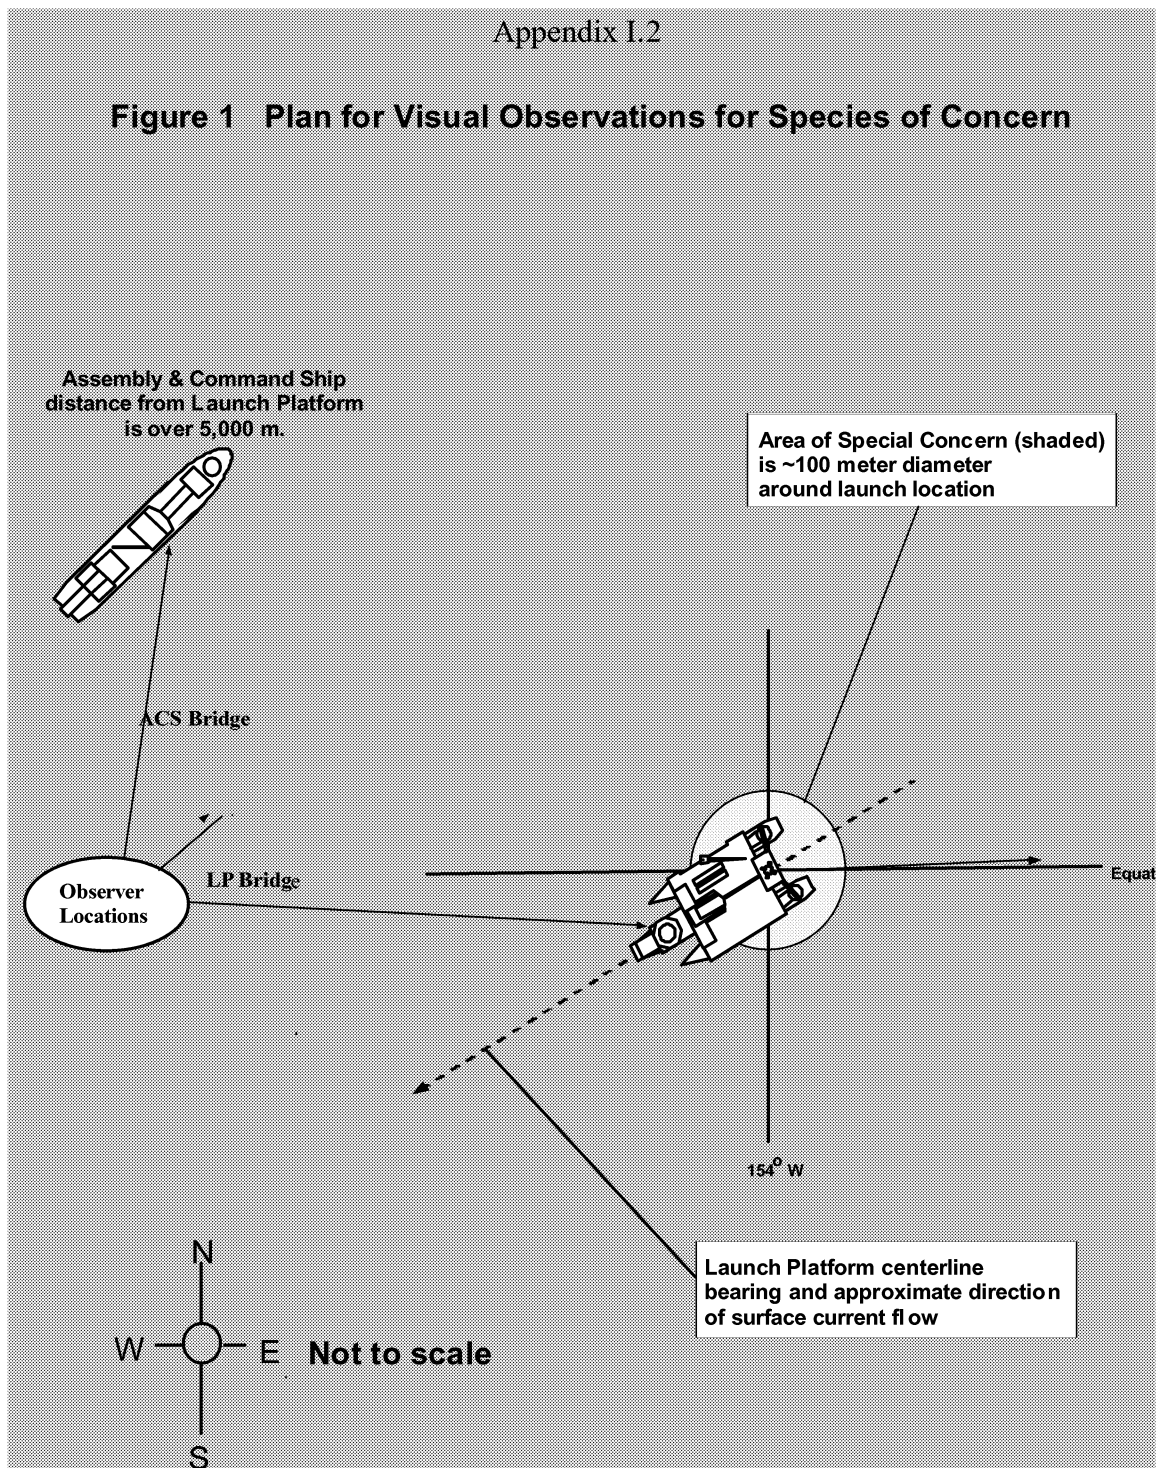 Appendix I.2
Figure 1 Plan for Visual Observations for Species of Concern
Assembly & Command Ship
distance from Launch Platform
is over 5,000 m.
Area of Special Concern (shaded)
is ~100 meter diameter
around launch location
ACS Bridge
LP Bridge
Observer
Locations
Equat
154° W
Launch Platform centerline
bearing and approximate direction
of surface current flow
N
W
E
Not to scale
S